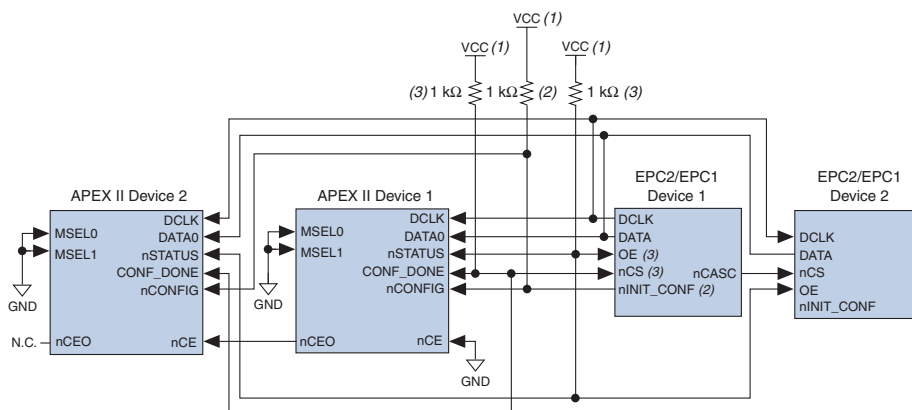 VCC (1)
VCC (1)
VCC (1)
(3) 1 kΩ
1 kΩ
(2)
1 kΩ (3)
APEX II Device 2
MSEL0
MSEL1
DCLK
DATA0
nSTATUS
CONF_DONE
nCONFIG
nCEO
nCE
GND
N.C.
APEX II Device 1
MSEL0
MSEL1
DCLK
DATA0
nSTATUS
CONF_DONE
nCONFIG
nCEO
nCE
GND
GND
EPC2/EPC1
Device 1
DCLK
DATA
OE (3)
nCS (3)
nCASC
nINIT_CONF (2)
EPC2/EPC1
Device 2
DCLK
DATA
nCS
OE
nINIT_CONF